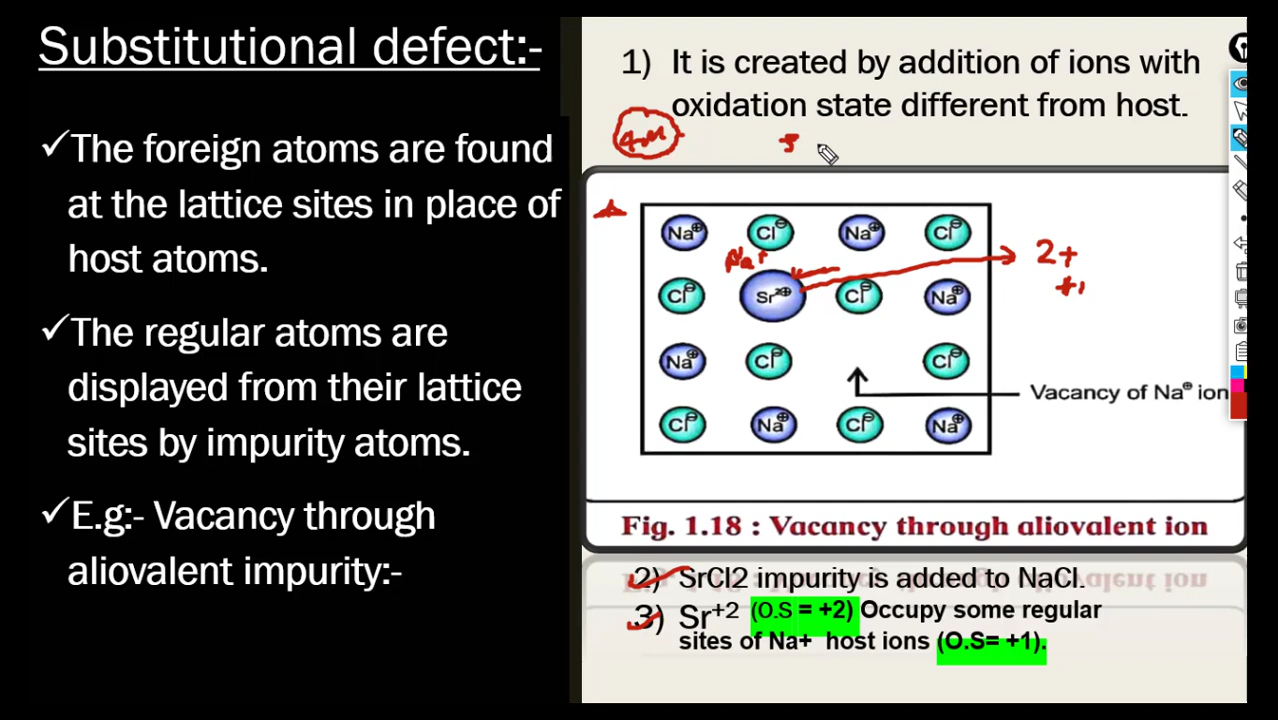 Substitutional defect:-
✓The foreign atoms are found
at the lattice sites in place of
host atoms.
✓The regular atoms are
displayed from their lattice
sites by impurity atoms.
✓E.g:- Vacancy through
aliovalent impurity:-
1) It is created by addition of ions with
oxidation state different from host.
Na⊕ Cl⊖ Na⊕ Cl⊖
Na+
2+
+1
Cl⊖ Sr²⊕ Cl⊖ Na⊕
Na⊕ Cl⊖ Cl⊖
Vacancy of Na⊕ ion
Cl⊖ Na⊕ Cl⊖ Na⊕
Fig. 1.18 : Vacancy through aliovalent ion
2) SrCl2 impurity is added to NaCl.
3) Sr+2 (O.S = +2) Occupy some regular
sites of Na+ host ions (O.S= +1).